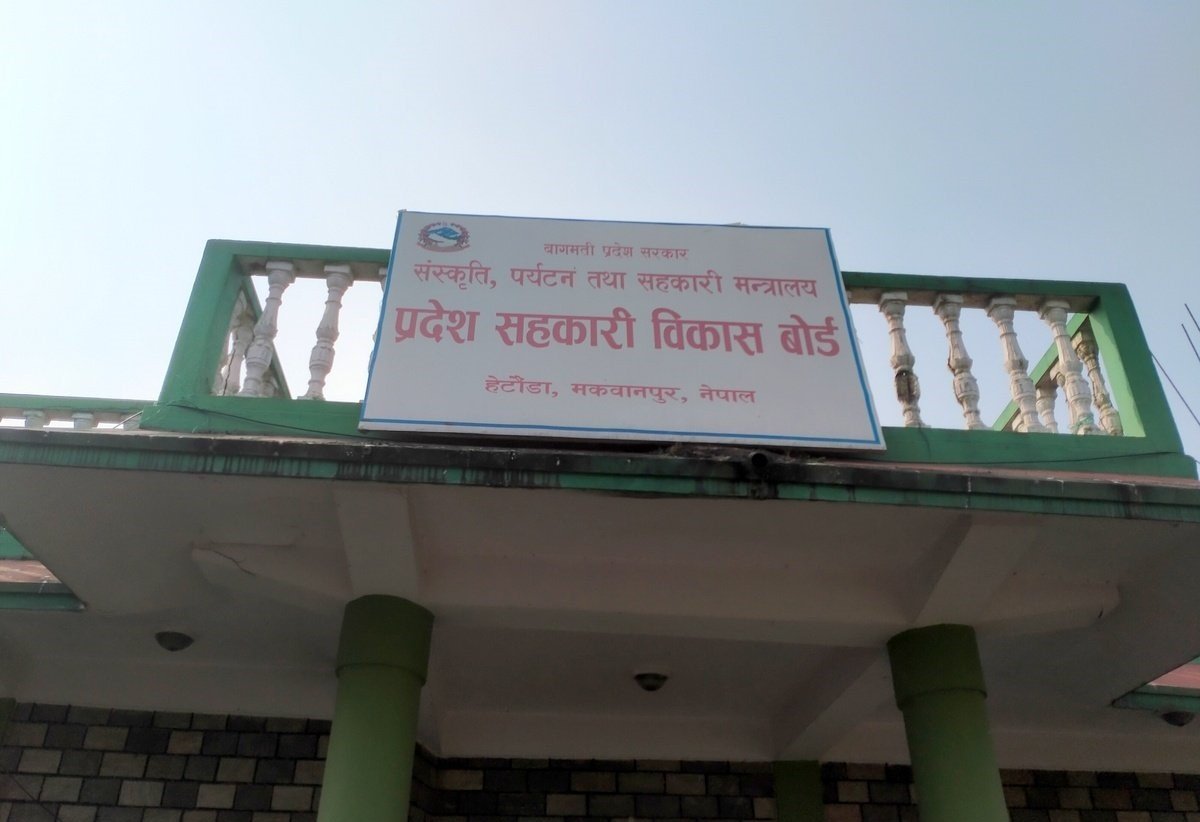 बागमती प्रदेश सरकार
संस्कृति, पर्यटन तथा सहकारी मन्त्रालय
प्रदेश सहकारी विकास बोर्ड
हेटौंडा, मकवानपुर, नेपाल